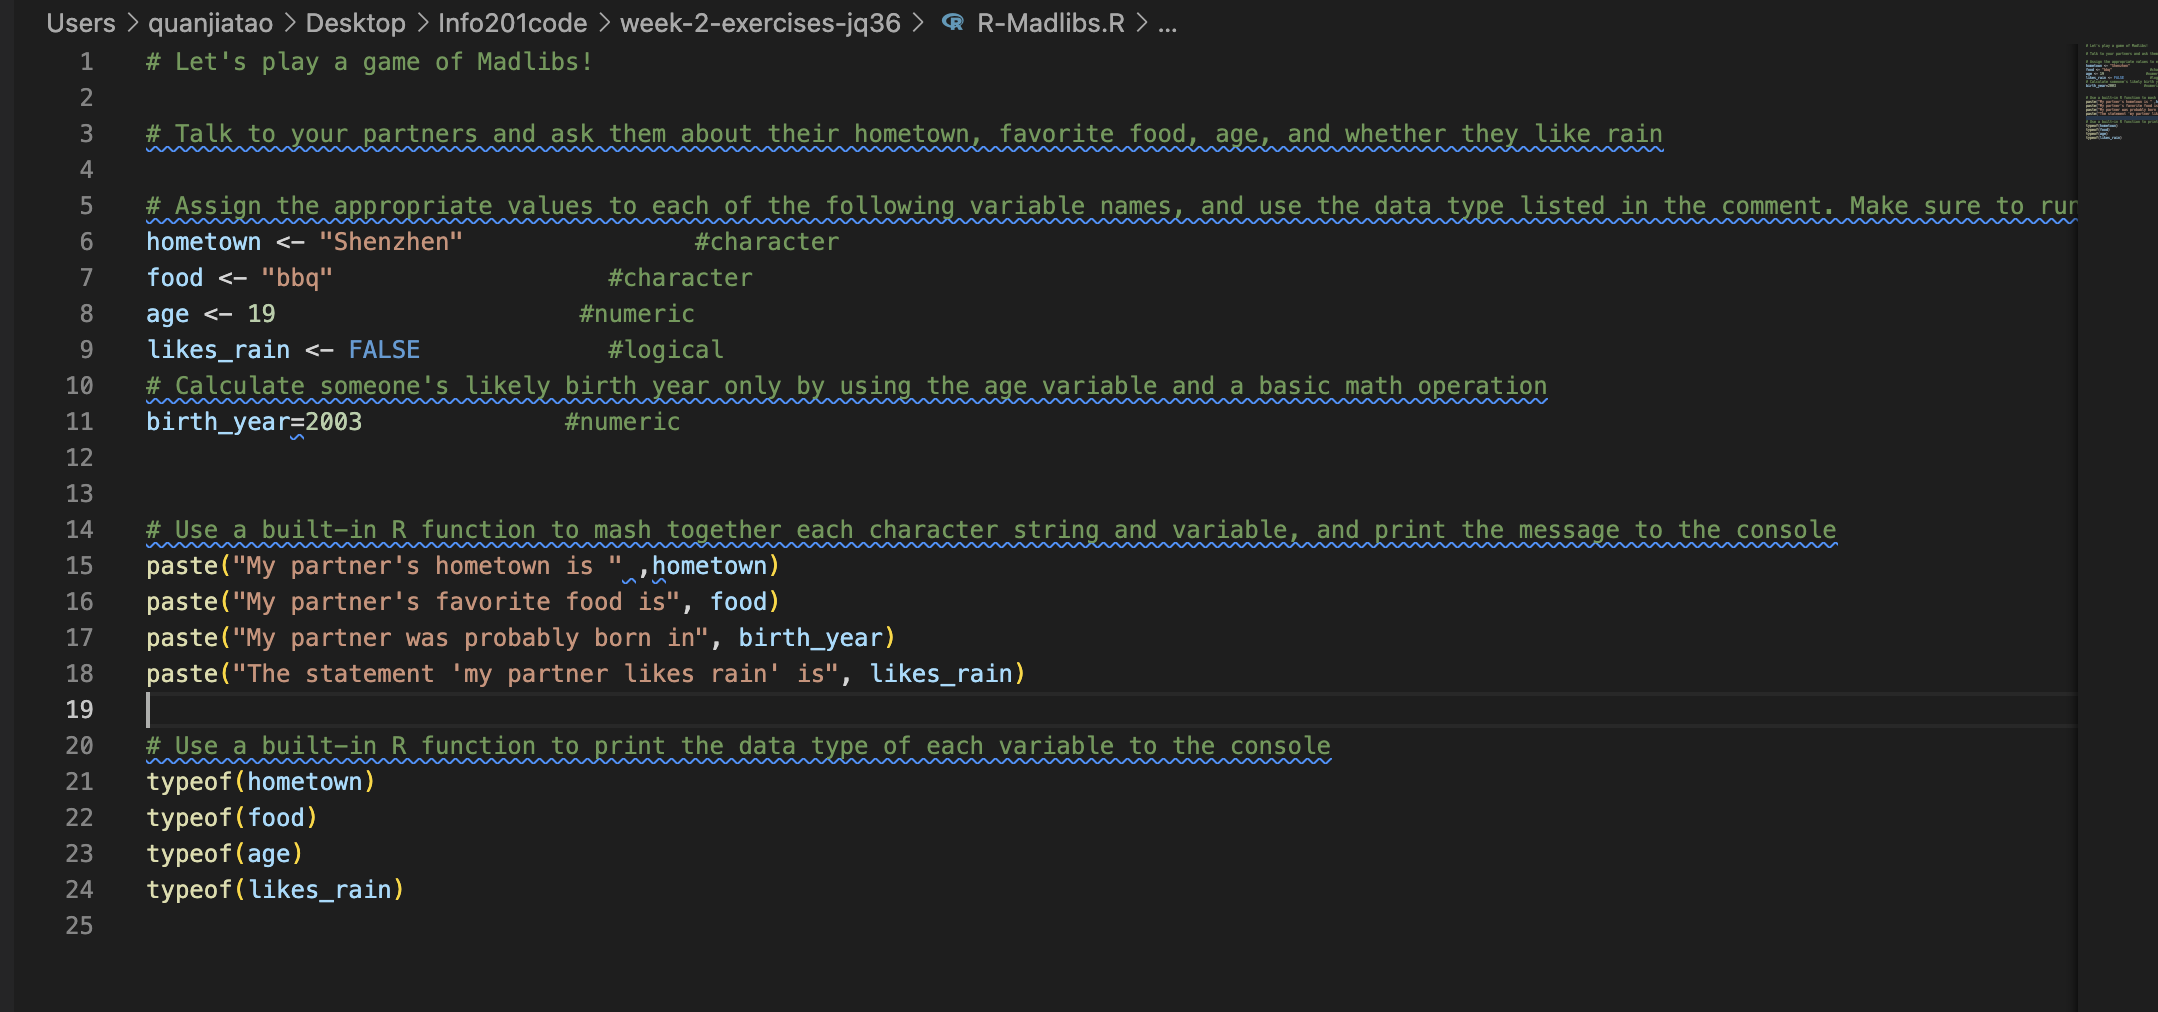 Users > quanjiatao > Desktop > Info201code > week-2-exercises-jq36 > R-Madlibs.R > ...
1 # Let's play a game of Madlibs!
2
3 # Talk to your partners and ask them about their hometown, favorite food, age, and whether they like rain
4
5 # Assign the appropriate values to each of the following variable names, and use the data type listed in the comment. Make sure to run
6 hometown <- "Shenzhen"                #character
7 food <- "bbq"                   #character
8 age <- 19                     #numeric
9 likes_rain <- FALSE             #logical
10 # Calculate someone's likely birth year only by using the age variable and a basic math operation
11 birth_year=2003              #numeric
12
13
14 # Use a built-in R function to mash together each character string and variable, and print the message to the console
15 paste("My partner's hometown is " ,hometown)
16 paste("My partner's favorite food is", food)
17 paste("My partner was probably born in", birth_year)
18 paste("The statement 'my partner likes rain' is", likes_rain)
19
20 # Use a built-in R function to print the data type of each variable to the console
21 typeof(hometown)
22 typeof(food)
23 typeof(age)
24 typeof(likes_rain)
25